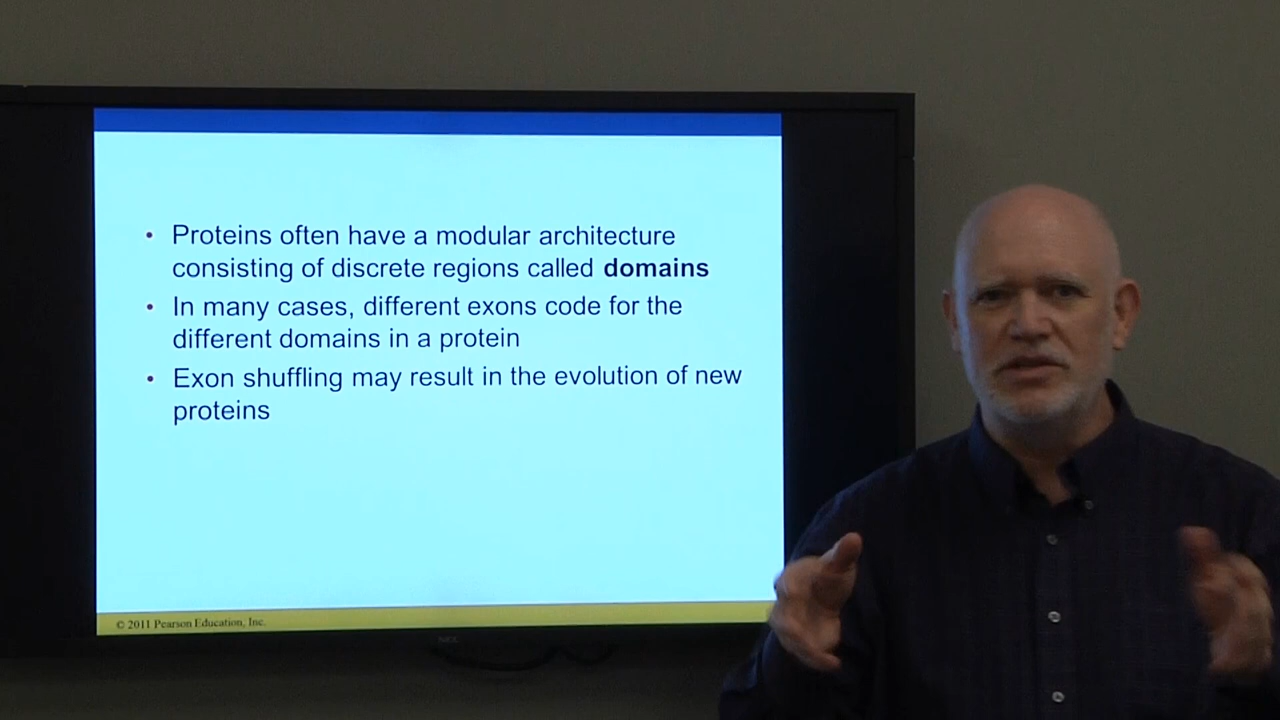 • Proteins often have a modular architecture
consisting of discrete regions called domains
• In many cases, different exons code for the
different domains in a protein
• Exon shuffling may result in the evolution of new
proteins
© 2011 Pearson Education, Inc.
NEC